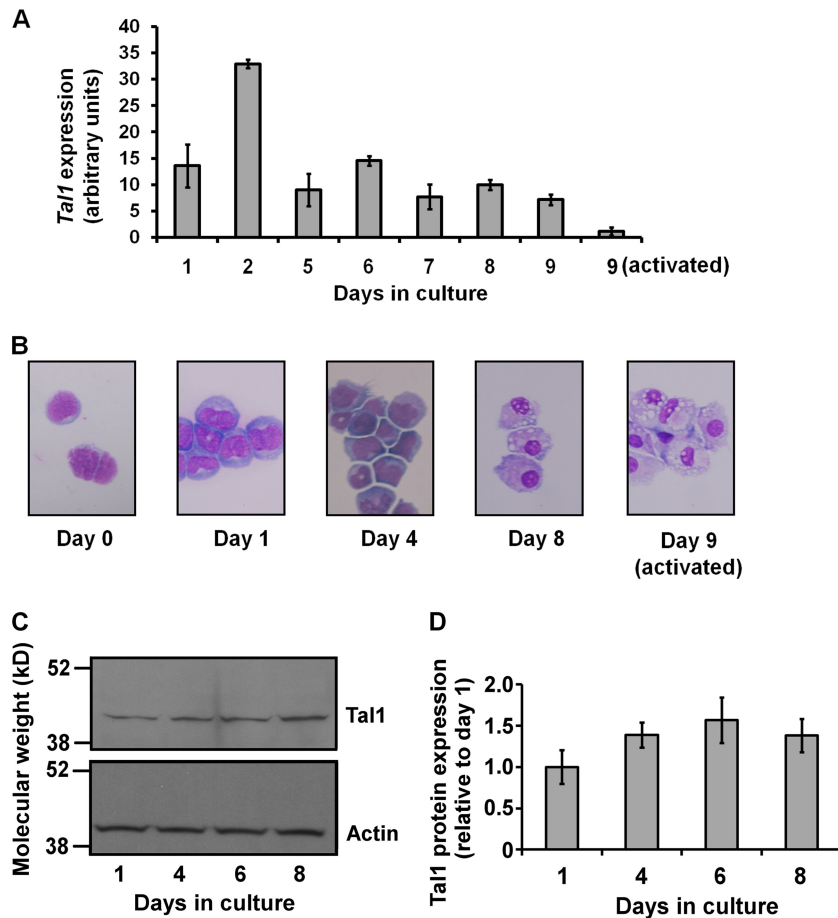 A
Tal1 expression
(arbitrary units)
40
35
30
25
20
15
10
5
0
1 2 5 6 7 8 9 9 (activated)
Days in culture
B
Day 0 Day 1 Day 4 Day 8 Day 9
(activated)
C
Molecular weight (kD)
52
Tal1
38
52
Actin
38
1 4 6 8
Days in culture
D
Tal1 protein expression
(relative to day 1)
2.0
1.5
1.0
0.5
0
1 4 6 8
Days in culture